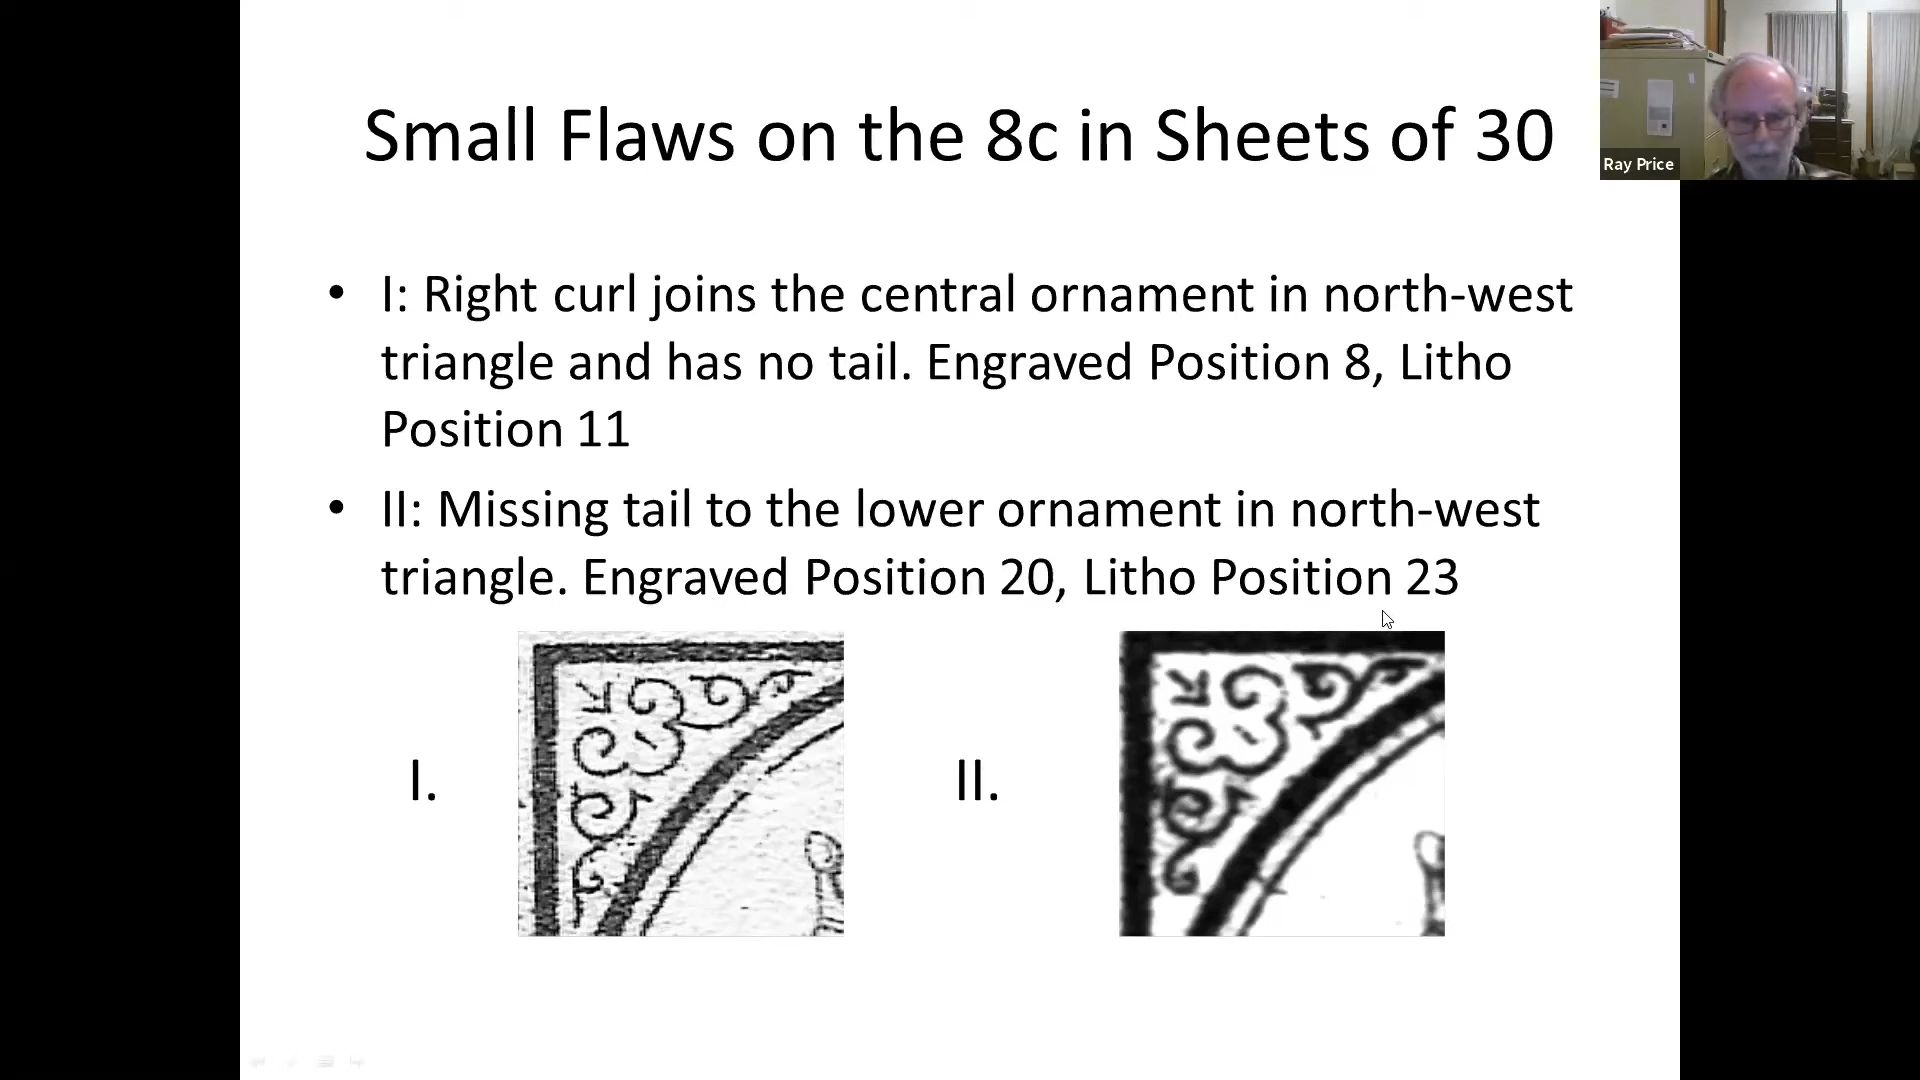 Small Flaws on the 8c in Sheets of 30
Ray Price
• I: Right curl joins the central ornament in north-west
triangle and has no tail. Engraved Position 8, Litho
Position 11
• II: Missing tail to the lower ornament in north-west
triangle. Engraved Position 20, Litho Position 23
I.
II.